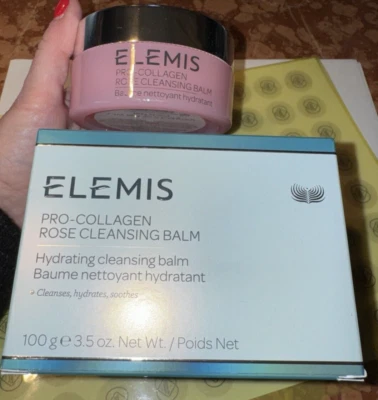 ELEMIS
PRO-COLLAGEN
ROSE CLEANSING BALM
Baume nettoyant hydratant
ELEMIS
PRO-COLLAGEN
ROSE CLEANSING BALM
Hydrating cleansing balm
Baume nettoyant hydratant
» Cleanses, hydrates, soothes
100 g e 3.5 oz. Net Wt. / Poids Net